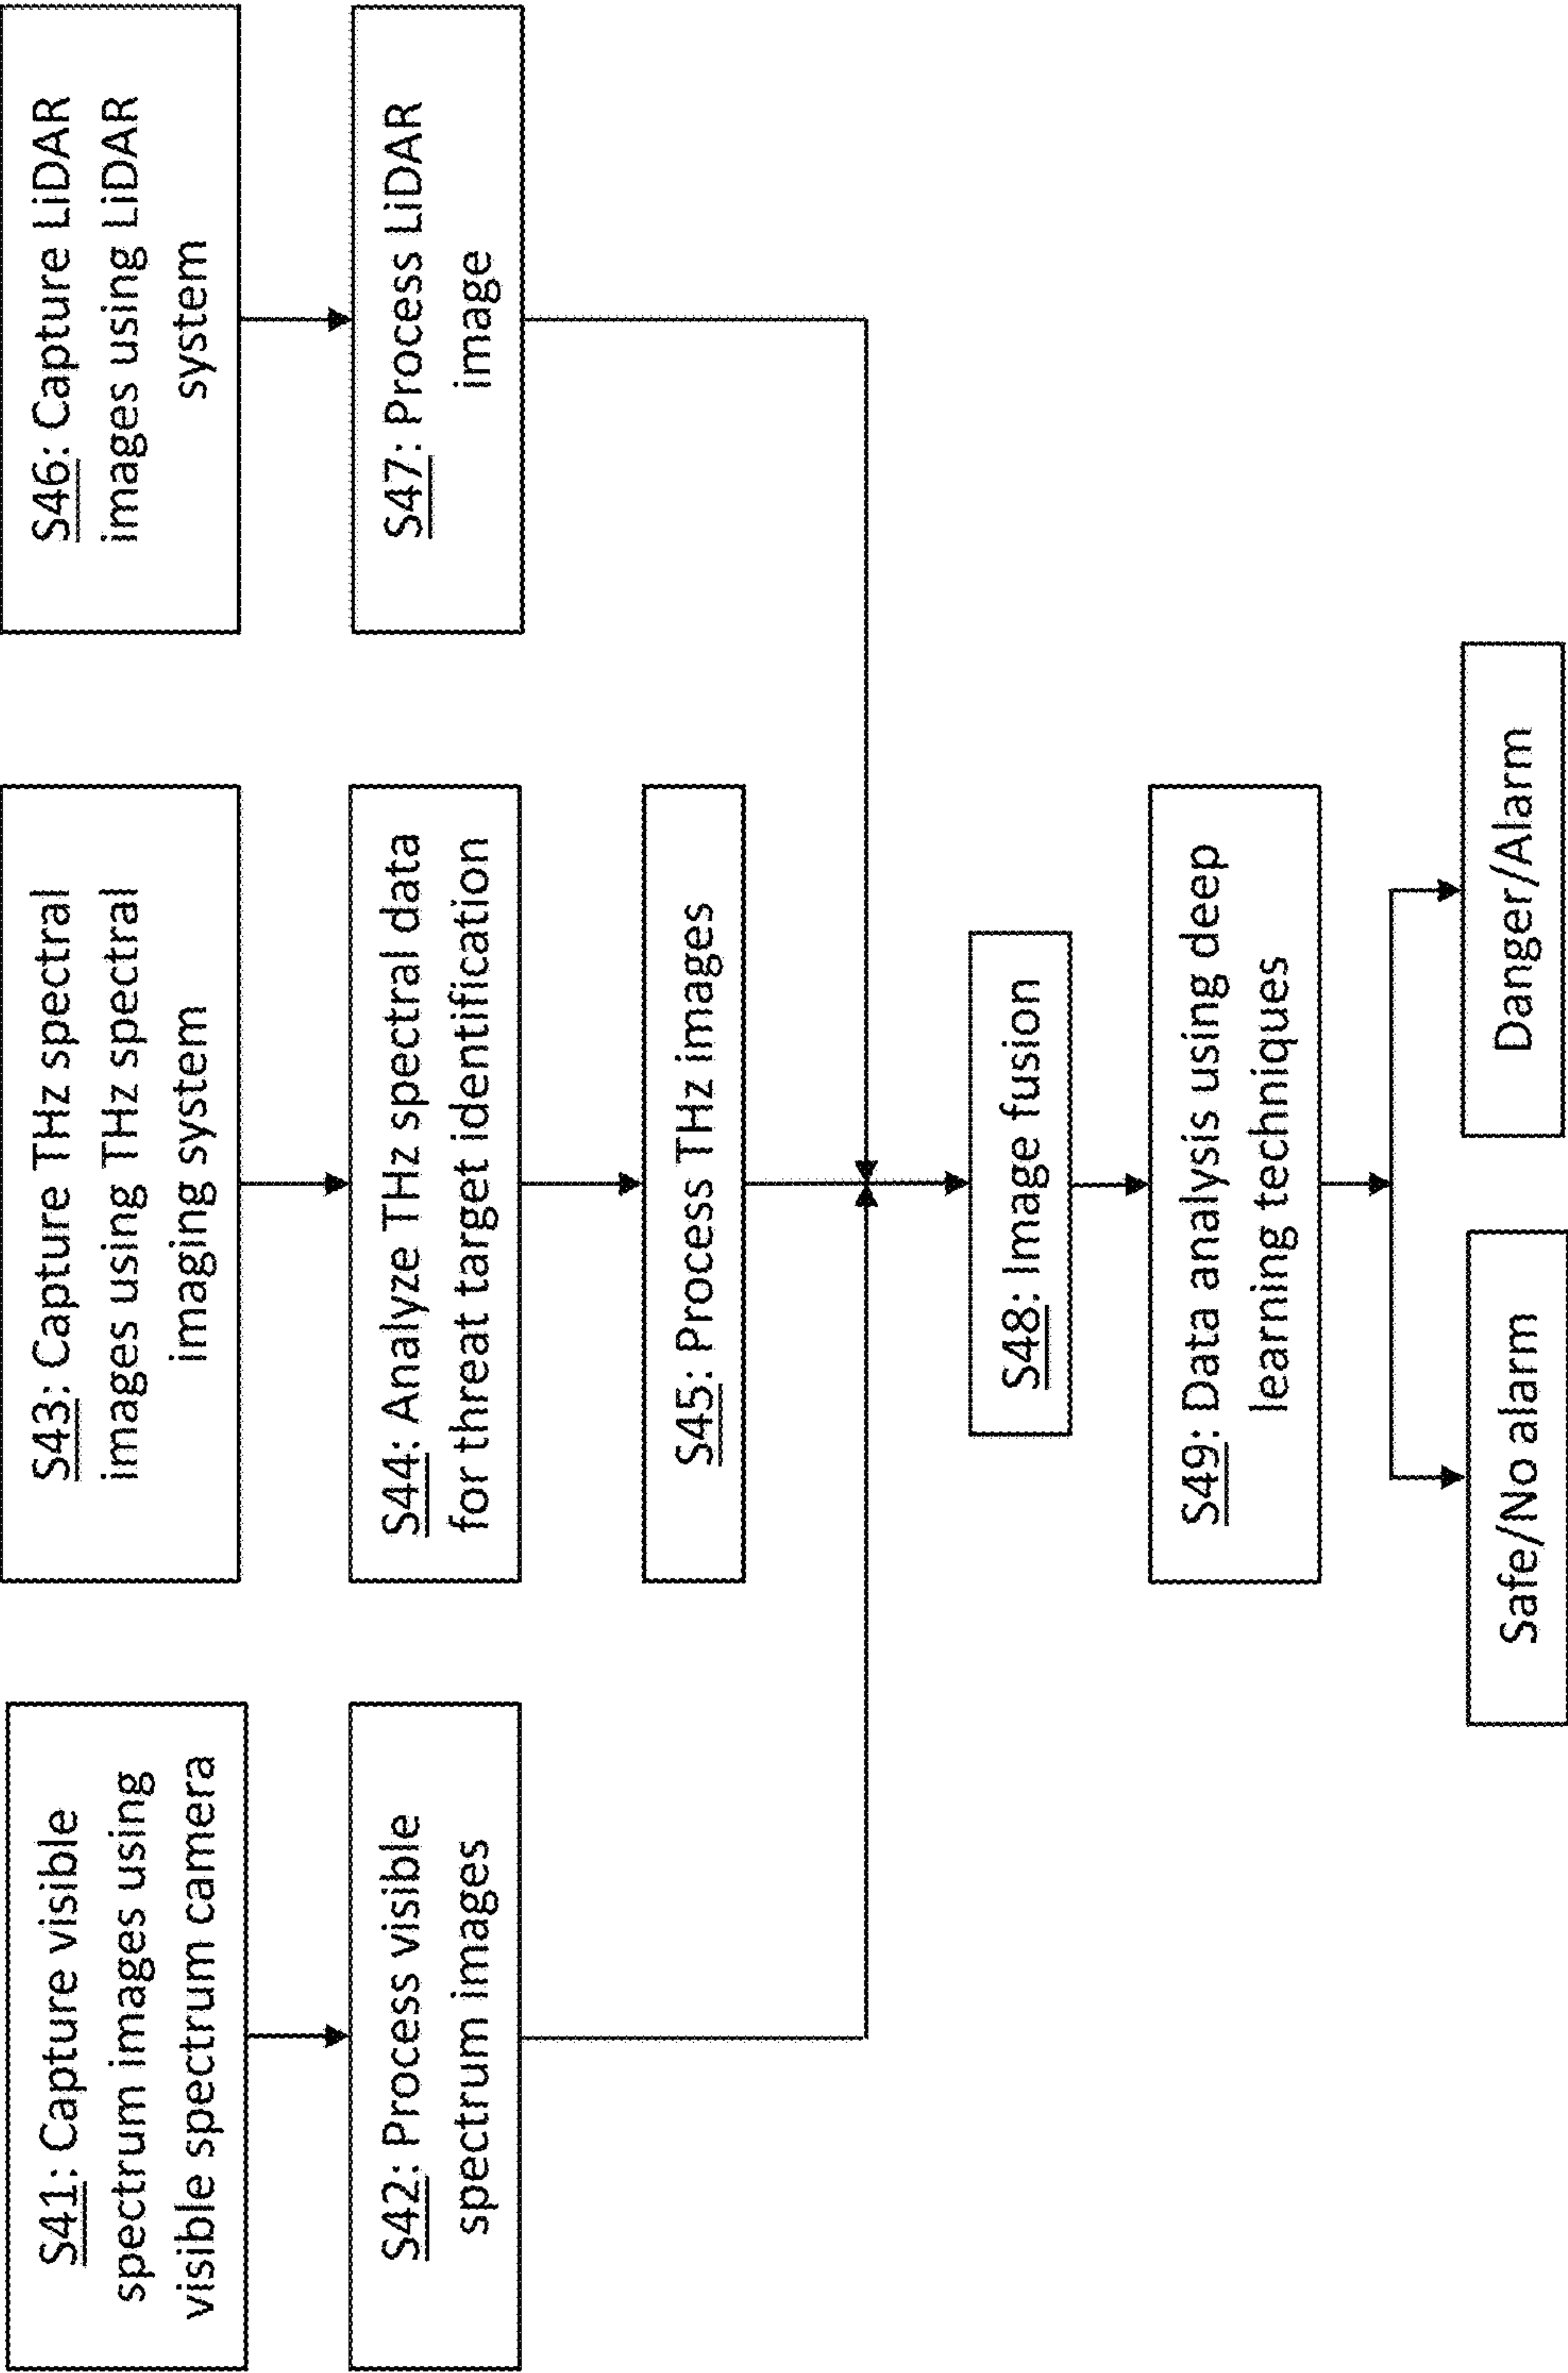 S41: Capture visible
spectrum images using
visible spectrum camera
S42: Process visible
spectrum images
S43: Capture THz spectral
images using THz spectral
imaging system
S44: Analyze THz spectral data
for threat target identification
S45: Process THz images
S46: Capture LiDAR
images using LiDAR
system
S47: Process LiDAR
image
S48: Image fusion
S49: Data analysis using deep
learning techniques
Safe/No alarm
Danger/Alarm